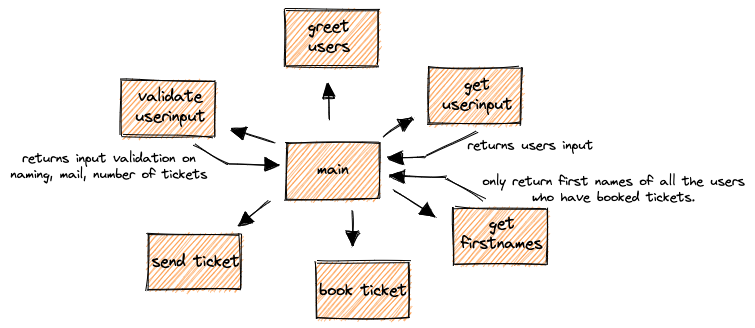 greet
users
get
userinput
validate
userinput
returns users input
returns input validation on
naming, mail, number of tickets
main
only return first names of all the users
who have booked tickets.
get
firstnames
send ticket
book ticket